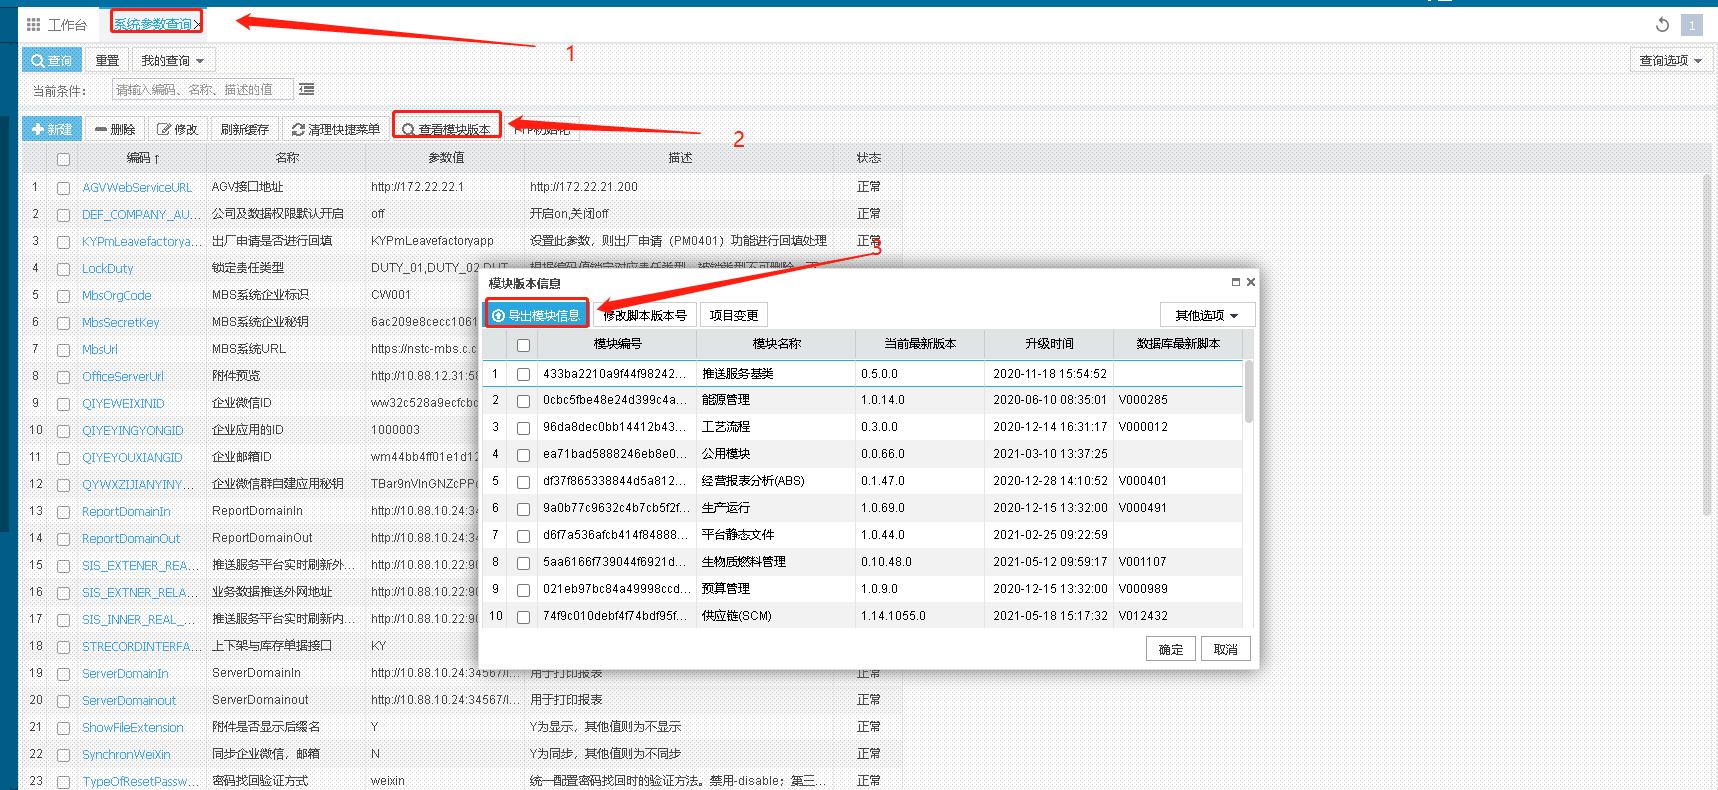 工作台 系统参数查询× 1
1
查询 重置 我的查询 查询选项
当前条件： 请输入编码、名称、描述的值
新建 删除 修改 刷新缓存 清理快捷菜单 查看模块版本
2
编码↑ 名称 参数值 描述 状态
1 AGVWebServiceURL AGV接口地址 http://172.22.22.1 http://172.22.21.200 正常
2 DEF_COMPANY_AU... 公司及数据权限默认开启 off 开启on,关闭off 正常
3 KYPmLeavefactorya... 出厂申请是否进行回填 KYPmLeavefactoryapp 设置此参数，则出厂申请（PM0401）功能进行回填处理 正常
3
4 LockDuty 锁定责任类型 DUTY_01,DUTY_02,DUT
5 MbsOrgCode MBS系统企业标识 CW001
6 MbsSecretKey MBS系统企业秘钥 6ac209e8cecc1061
7 MbsUrl MBS系统URL https://nstc-mbs.c.c
8 OfficeServerUrl 附件预览 http://10.88.12.31:5
9 QIYEWEIXINID 企业微信ID ww32c528a9ecfcbc
10 QIYEYINGYONGID 企业应用的ID 1000003
11 QIYEYOUXIANGID 企业邮箱ID wm44bb4ff01e1d12
12 QYWXZIJIANYINY... 企业微信群自建应用秘钥 TBar9nVlnGNZcPP
13 ReportDomainIn ReportDomainIn http://10.88.10.24:34
14 ReportDomainOut ReportDomainOut http://10.88.10.24:34
15 SIS_EXTENER_REA... 推送服务平台实时刷新外... http://10.88.10.22:90
16 SIS_EXTNER_RELA... 业务数据推送外网地址 http://10.88.10.22:90
17 SIS_INNER_REAL_... 推送服务平台实时刷新内... http://10.88.10.22:90
18 STRECORDINTERFA... 上下架与库存单据接口 KY
19 ServerDomainIn ServerDomainIn http://10.88.10.24:34567/I... 用于打印报表 正常
20 ServerDomainout ServerDomainout http://10.88.10.24:34567/I... 用于打印报表 正常
21 ShowFileExtension 附件是否显示后缀名 Y Y为显示，其他值则为不显示 正常
22 SynchronWeiXin 同步企业微信，邮箱 N Y为同步，其他值则为不同步 正常
23 TypeOfResetPassw... 密码找回验证方式 weixin 统一配置密码找回时的验证方法。禁用-disable；第三... 正常
模块版本信息
导出模块信息 修改脚本版本号 项目变更 其他选项
模块编号 模块名称 当前最新版本 升级时间 数据库最新脚本
1 433ba2210a9f44f98242... 推送服务基类 0.5.0.0 2020-11-18 15:54:52
2 0cbc5fbe48e24d399c4a... 能源管理 1.0.14.0 2020-06-10 08:35:01 V000285
3 96da8dec0bb14412b43... 工艺流程 0.3.0.0 2020-12-14 16:31:17 V000012
4 ea71bad5888246eb8e0... 公用模块 0.0.66.0 2021-03-10 13:37:25
5 df37f865338844d5a812... 经营报表分析(ABS) 0.1.47.0 2020-12-28 14:10:52 V000401
6 9a0b77c9632c4b7cb5f2f... 生产运行 1.0.69.0 2020-12-15 13:32:00 V000491
7 d6f7a536afcb414f84888... 平台静态文件 1.0.44.0 2021-02-25 09:22:59
8 5aa6166f739044f6921d... 生物质燃料管理 0.10.48.0 2021-05-12 09:59:17 V001107
9 021eb97bc84a49998ccd... 预算管理 1.0.9.0 2020-12-15 13:32:00 V000989
10 74f9c010debf4f74bdf95f... 供应链(SCM) 1.14.1055.0 2021-05-18 15:17:32 V012432
确定 取消